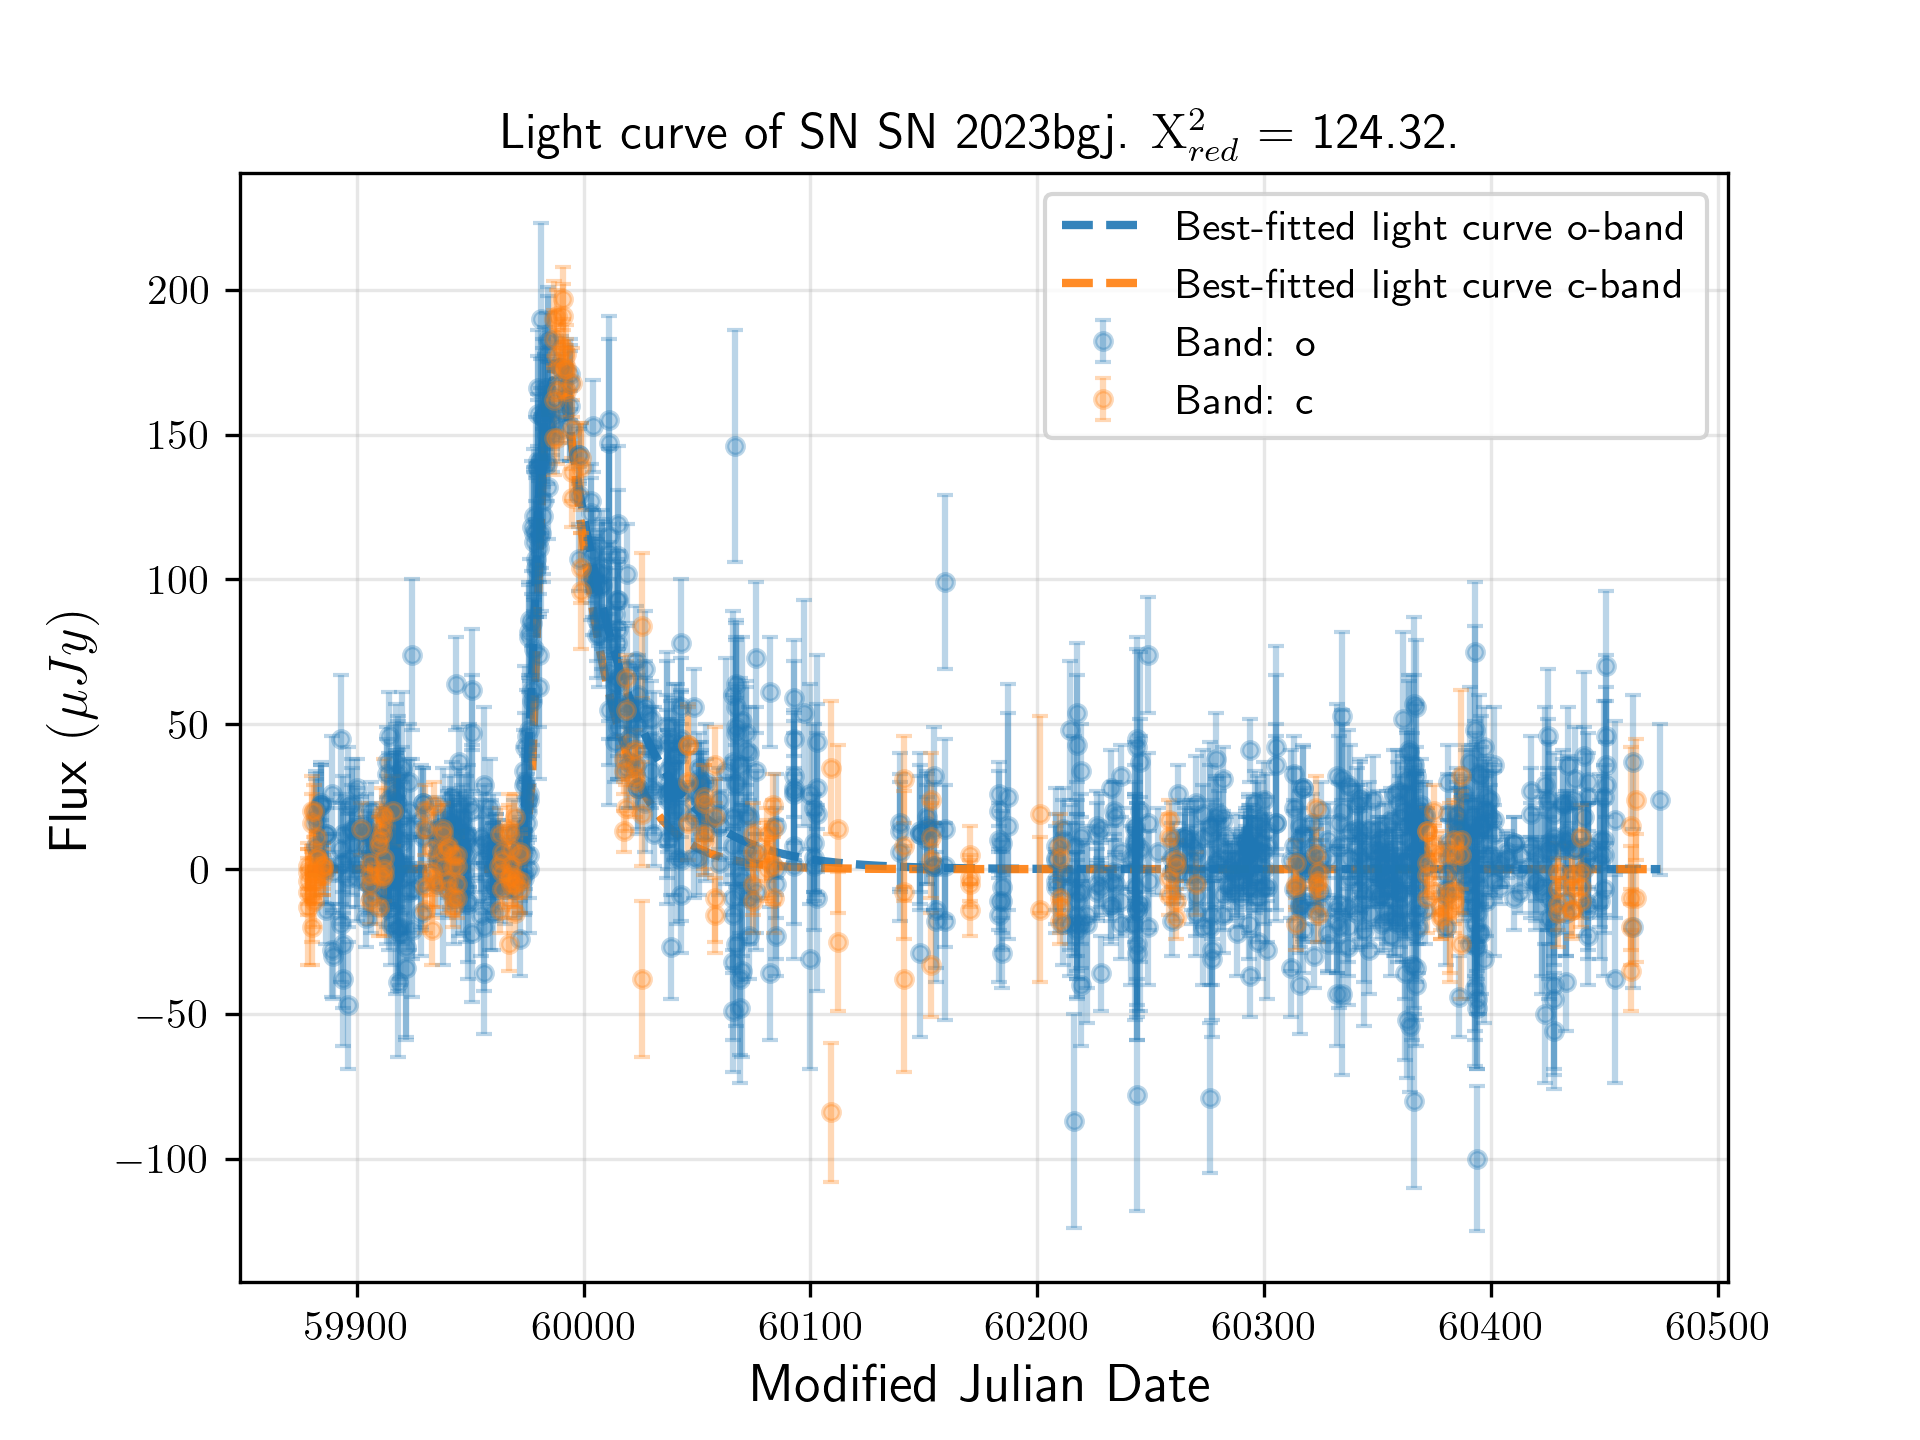 Light curve of SN SN 2023bgj. X²_red = 124.32.
Best-fitted light curve o-band
Best-fitted light curve c-band
Band: o
Band: c
Flux (μJy)
200
150
100
50
0
−50
−100
59900 60000 60100 60200 60300 60400 60500
Modified Julian Date